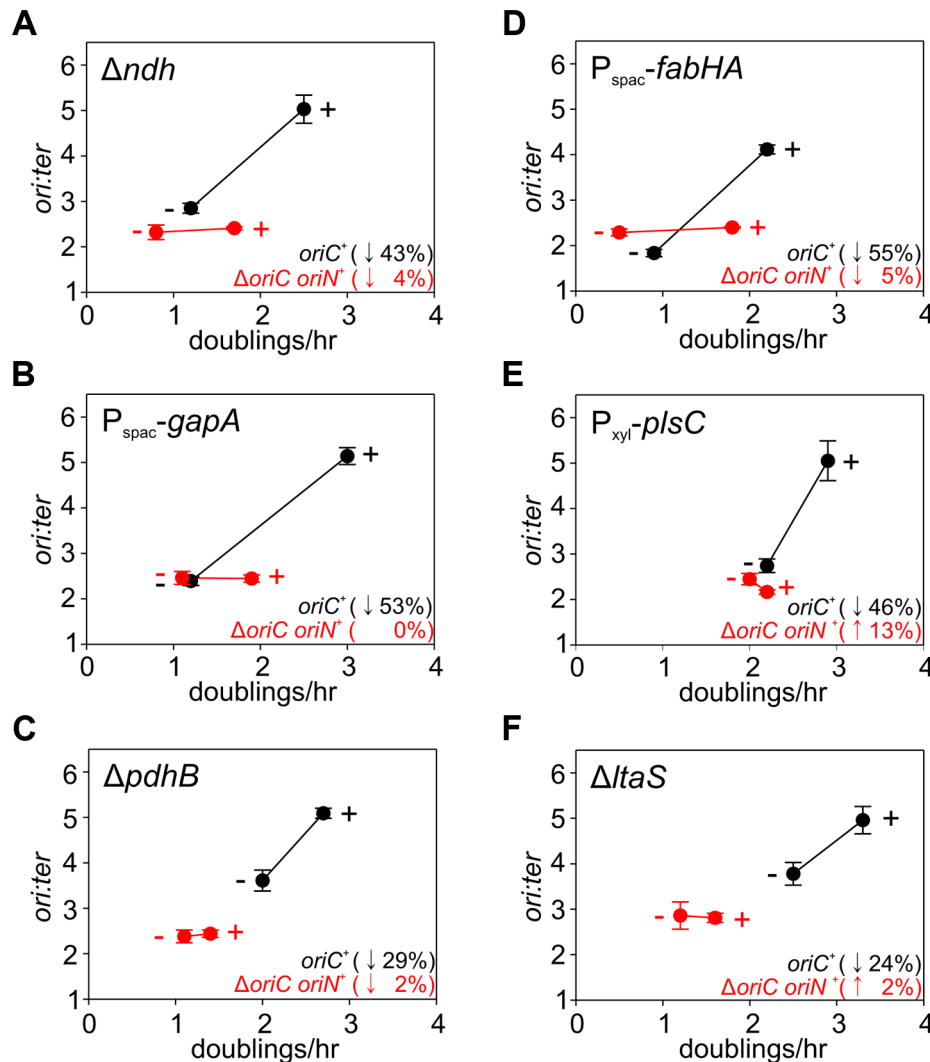 A
Δndh
ori:ter
6
5
4
3
2
1
-
+
-
+
oriC+ (↓ 43%)
ΔoriC oriN+ (↓ 4%)
0 1 2 3 4
doublings/hr
B
Pspac-gapA
ori:ter
6
5
4
3
2
1
-
+
-
+
oriC+ (↓ 53%)
ΔoriC oriN+ ( 0%)
0 1 2 3 4
doublings/hr
C
ΔpdhB
ori:ter
6
5
4
3
2
1
-
+
-
+
oriC+ (↓ 29%)
ΔoriC oriN+ (↓ 2%)
0 1 2 3 4
doublings/hr
D
Pspac-fabHA
ori:ter
6
5
4
3
2
1
-
+
-
+
oriC+ (↓ 55%)
ΔoriC oriN+ (↓ 5%)
0 1 2 3 4
doublings/hr
E
Pxyl-plsC
ori:ter
6
5
4
3
2
1
-
+
-
+
oriC+ (↓ 46%)
ΔoriC oriN+ (↑ 13%)
0 1 2 3 4
doublings/hr
F
ΔltaS
ori:ter
6
5
4
3
2
1
-
+
-
+
oriC+ (↓ 24%)
ΔoriC oriN+ (↑ 2%)
0 1 2 3 4
doublings/hr